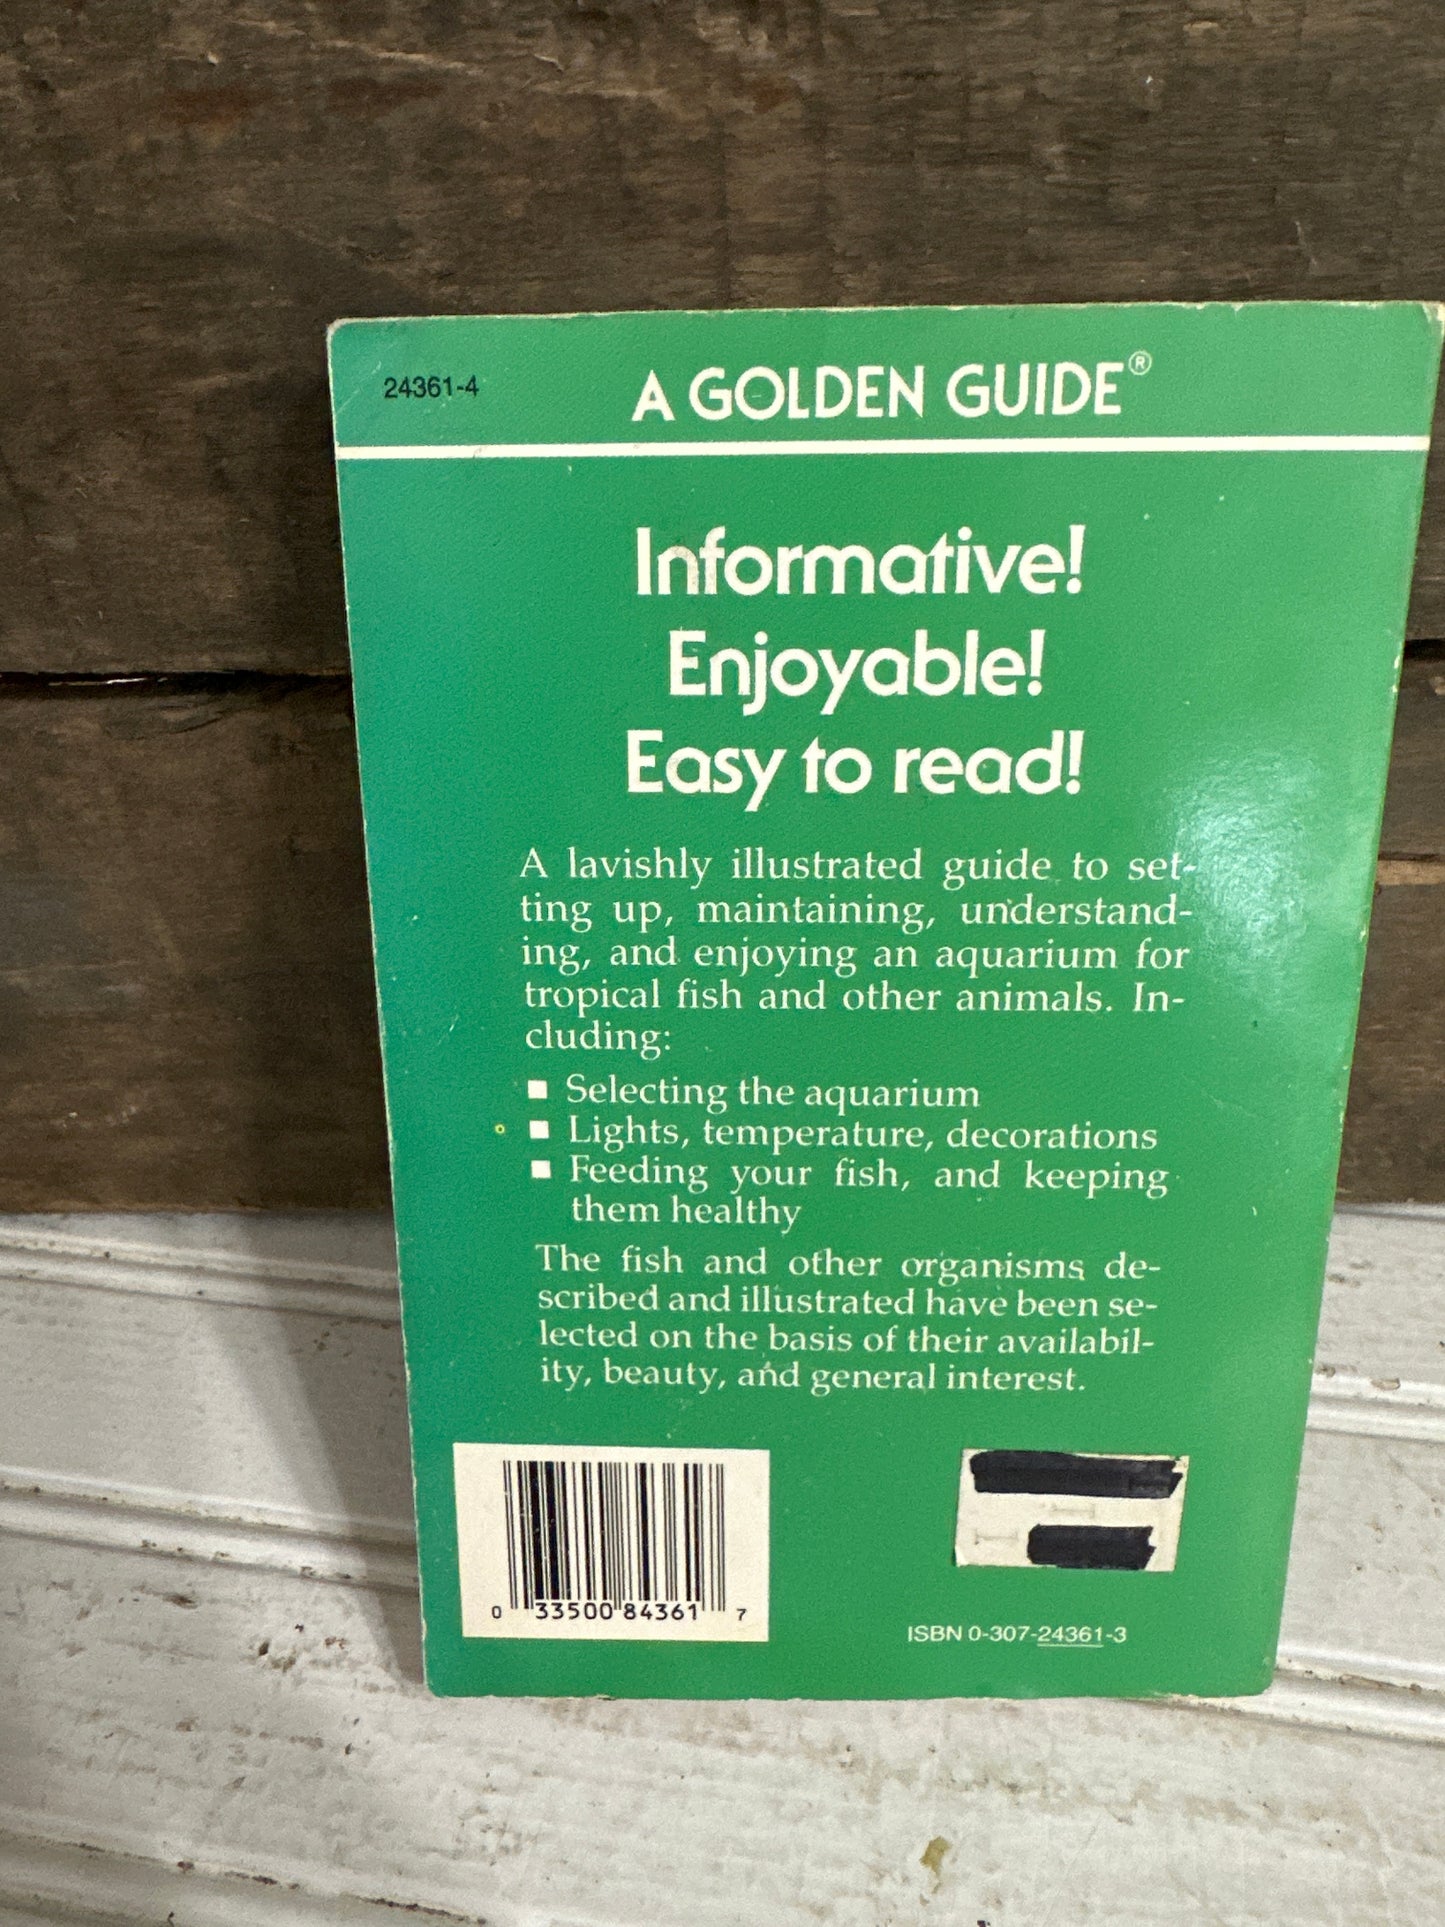 24361-4
A GOLDEN GUIDE®
Informative!
Enjoyable!
Easy to read!
A lavishly illustrated guide to set-
ting up, maintaining, understand-
ing, and enjoying an aquarium for
tropical fish and other animals. In-
cluding:
■ Selecting the aquarium
■ Lights, temperature, decorations
■ Feeding your fish, and keeping
them healthy
The fish and other organisms de-
scribed and illustrated have been se-
lected on the basis of their availabil-
ity, beauty, and general interest.
0 33500 84361 7
ISBN 0-307-24361-3